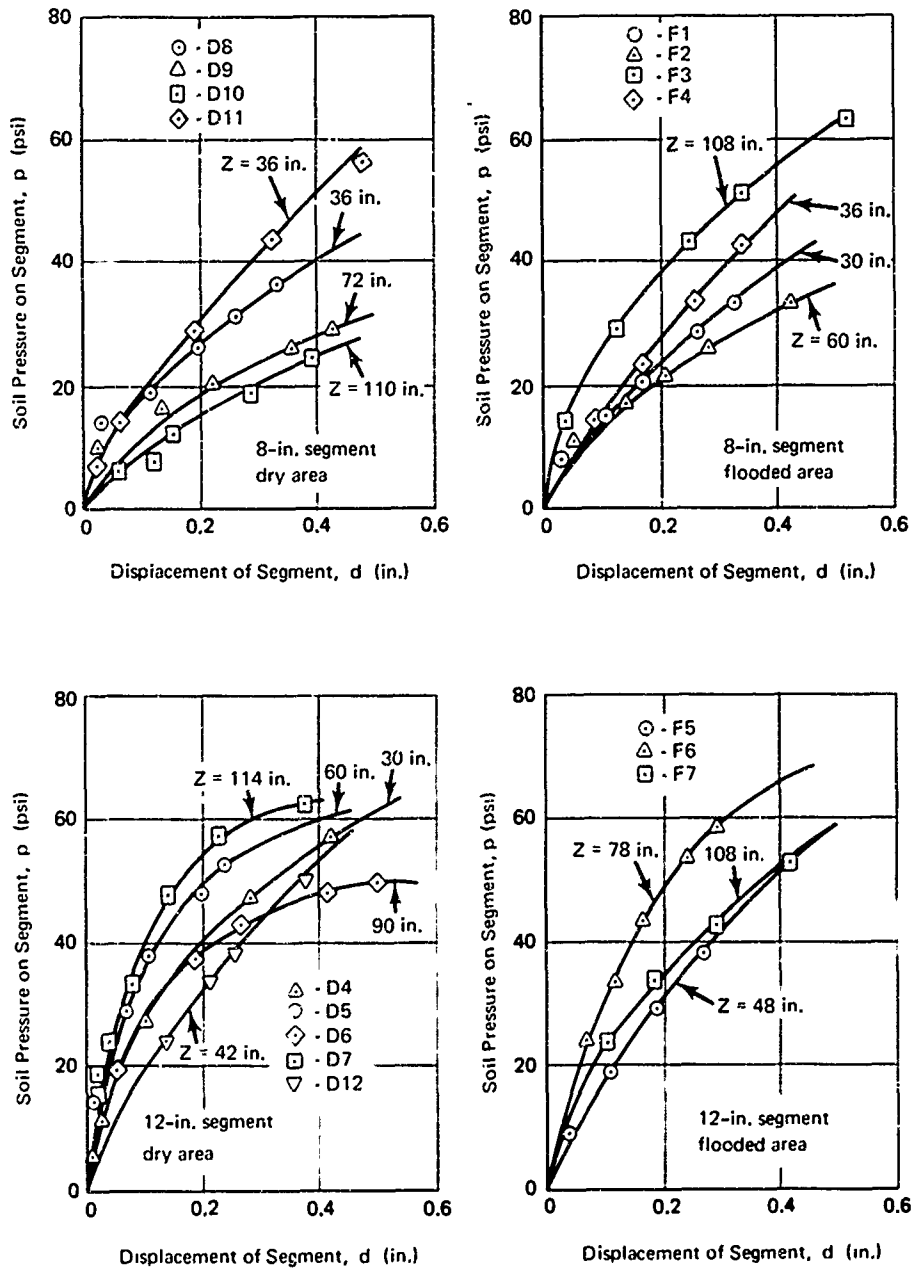 80
60
40
20
0
Soil Pressure on Segment, p (psi)
D8
D9
D10
D11
Z = 36 in.
36 in.
72 in.
Z = 110 in.
8-in. segment
dry area
0 0.2 0.4 0.6
Displacement of Segment, d (in.)
80
60
40
20
0
Soil Pressure on Segment, p (psi)
F1
F2
F3
F4
Z = 108 in.
36 in.
30 in.
Z = 60 in.
8-in. segment
flooded area
0 0.2 0.4 0.6
Displacement of Segment, d (in.)
80
60
40
20
0
Soil Pressure on Segment, p (psi)
Z = 114 in.
60 in.
30 in.
90 in.
Z = 42 in.
D4
D5
D6
D7
D12
12-in. segment
dry area
0 0.2 0.4 0.6
Displacement of Segment, d (in.)
80
60
40
20
0
Soil Pressure on Segment, p (psi)
F5
F6
F7
Z = 78 in.
108 in.
Z = 48 in.
12-in. segment
flooded area
0 0.2 0.4 0.6
Displacement of Segment, d (in.)